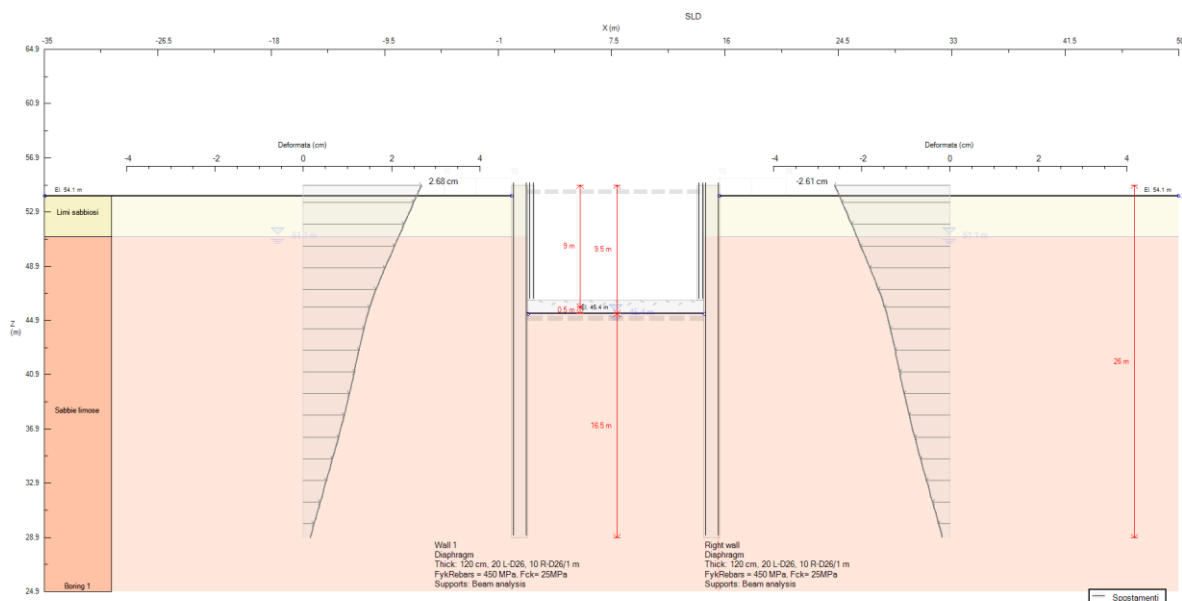 SLD
X (m)
-35 -26.5 -18 -9.5 -1 7.5 16 24.5 33 41.5 50
64.9
60.9
56.9
52.9
48.9
44.9
40.9
36.9
32.9
28.9
24.9
Z
(m)
Deformata (cm)
-4 -2 0 2 4
2.68 cm
Deformata (cm)
-4 -2 0 2 4
-2.61 cm
El. 54.1 m
El. 54.1 m
Limi sabbiosi
51.1 m
51.1 m
9 m
9.5 m
0.5 m
El. 45.4 m
26 m
Sabbie limose
16.5 m
Wall 1
Diaphragm
Thick: 120 cm, 20 L-D26, 10 R-D26/1 m
FykRebars = 450 MPa, Fck= 25MPa
Supports: Beam analysis
Right wall
Diaphragm
Thick: 120 cm, 20 L-D26, 10 R-D26/1 m
FykRebars = 450 MPa, Fck= 25MPa
Supports: Beam analysis
Boring 1
Spostamenti